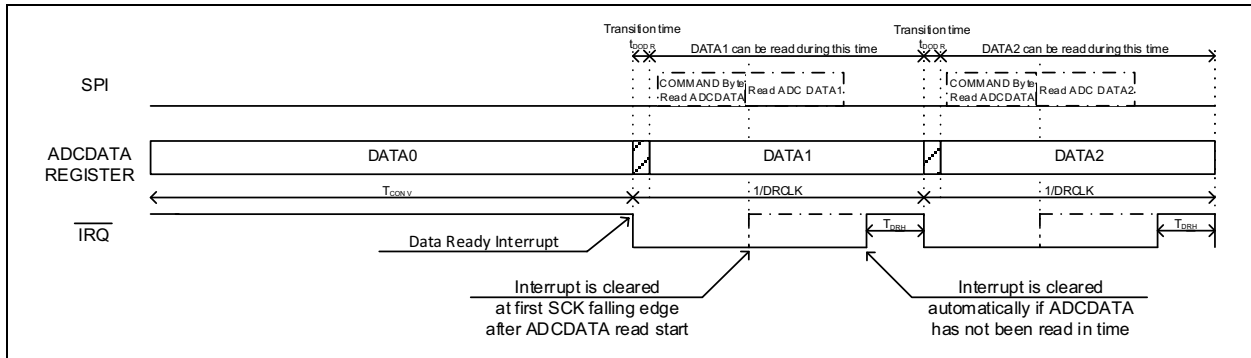 Transition time
tDODR
DATA1 can be read during this time
Transition time
tDODR
DATA2 can be read during this time
SPI
COMMAND Byte
Read ADCDATA
Read ADC DATA1
COMMAND Byte
Read ADCDATA
Read ADC DATA2
ADCDATA
REGISTER
DATA0
DATA1
DATA2
TCONV
1/DRCLK
1/DRCLK
IRQ
TDRH
TDRH
Data Ready Interrupt
Interrupt is cleared
at first SCK falling edge
after ADCDATA read start
Interrupt is cleared
automatically if ADCDATA
has not been read in time